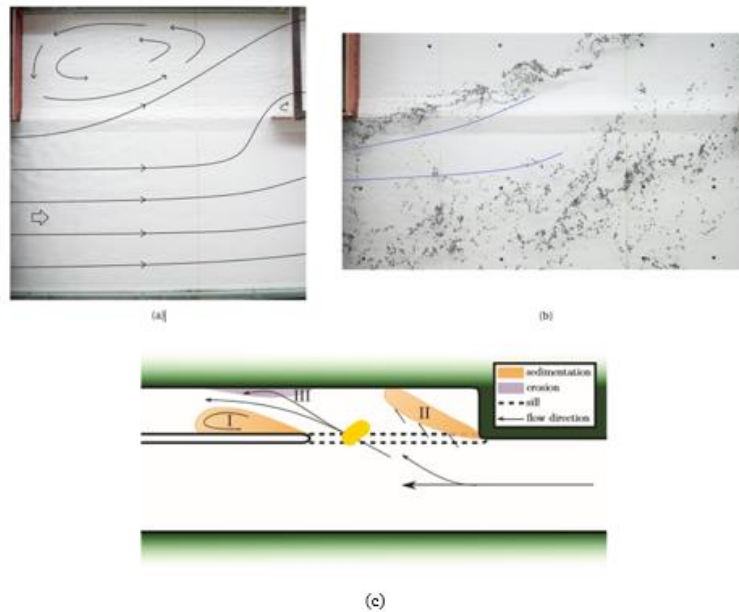 (a)
(b)
sedimentation
erosion
sill
flow direction
III
II
I
(c)